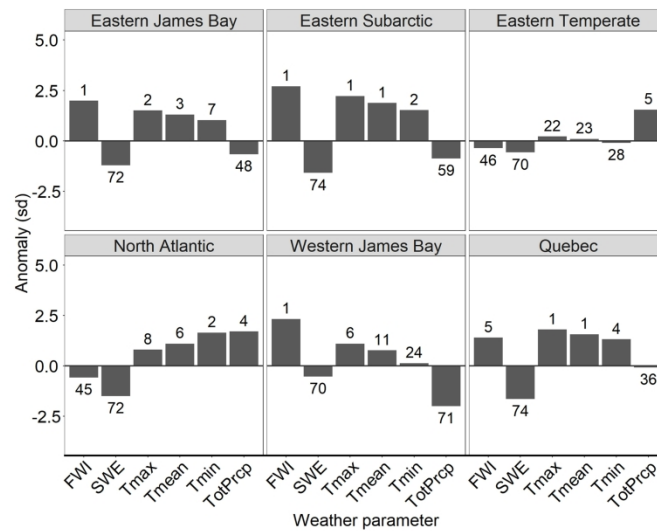 Eastern James Bay Eastern Subarctic Eastern Temperate
5.0
2.5
0.0
-2.5
1 72 2 3 7 48
1 74 1 1 2 59
46 70 22 23 28 5
Anomaly (sd)
North Atlantic Western James Bay Quebec
5.0
2.5
0.0
-2.5
45 72 8 6 2 4
1 70 6 11 24 71
5 74 1 1 4 36
FWI SWE Tmax Tmean Tmin TotPrcp FWI SWE Tmax Tmean Tmin TotPrcp FWI SWE Tmax Tmean Tmin TotPrcp
Weather parameter